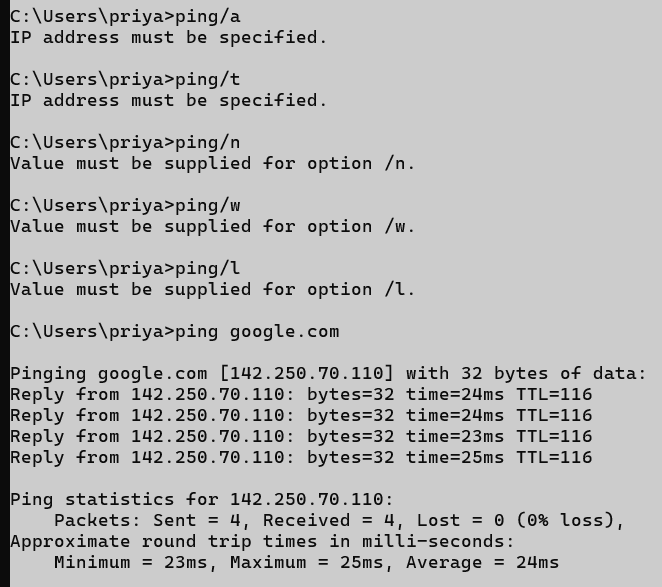 C:\Users\priya>ping/a
IP address must be specified.
C:\Users\priya>ping/t
IP address must be specified.
C:\Users\priya>ping/n
Value must be supplied for option /n.
C:\Users\priya>ping/w
Value must be supplied for option /w.
C:\Users\priya>ping/l
Value must be supplied for option /l.
C:\Users\priya>ping google.com
Pinging google.com [142.250.70.110] with 32 bytes of data:
Reply from 142.250.70.110: bytes=32 time=24ms TTL=116
Reply from 142.250.70.110: bytes=32 time=24ms TTL=116
Reply from 142.250.70.110: bytes=32 time=23ms TTL=116
Reply from 142.250.70.110: bytes=32 time=25ms TTL=116
Ping statistics for 142.250.70.110:
    Packets: Sent = 4, Received = 4, Lost = 0 (0% loss),
Approximate round trip times in milli-seconds:
    Minimum = 23ms, Maximum = 25ms, Average = 24ms